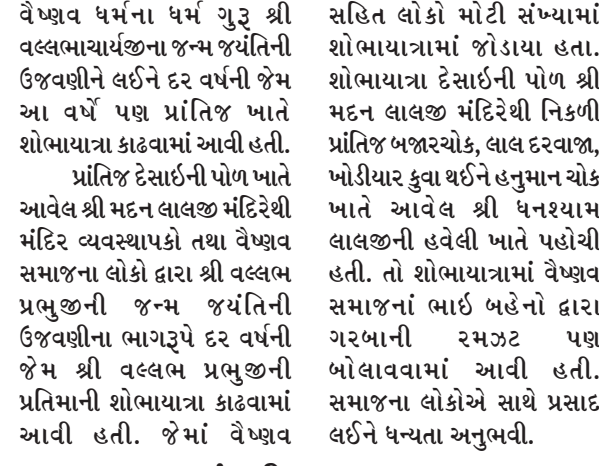 વૈષ્ણવ ધર્મના ધર્મ ગુરૂ શ્રી
વલ્લભાચાર્યજીના જન્મ જયંતિની
ઉજવણીને લઈને દર વર્ષની જેમ
આ વર્ષે પણ પ્રાંતિજ ખાતે
શોભાયાત્રા કાઢવામાં આવી હતી.
પ્રાંતિજ દેસાઇની પોળ ખાતે
આવેલ શ્રી મદન લાલજી મંદિરેથી
મંદિર વ્યવસ્થાપકો તથા વૈષ્ણવ
સમાજના લોકો દ્વારા શ્રી વલ્લભ
પ્રભુજીની જન્મ જયંતિની
ઉજવણીના ભાગરૂપે દર વર્ષની
જેમ શ્રી વલ્લભ પ્રભુજીની
પ્રતિમાની શોભાયાત્રા કાઢવામાં
આવી હતી. જેમાં વૈષ્ણવ
સહિત લોકો મોટી સંખ્યામાં
શોભાયાત્રામાં જોડાયા હતા.
શોભાયાત્રા દેસાઇની પોળ શ્રી
મદન લાલજી મંદિરેથી નિકળી
પ્રાંતિજ બજારચોક, લાલ દરવાજા,
ખોડીયાર કુવા થઈને હનુમાન ચોક
ખાતે આવેલ શ્રી ઘનશ્યામ
લાલજીની હવેલી ખાતે પહોચી
હતી. તો શોભાયાત્રામાં વૈષ્ણવ
સમાજનાં ભાઇ બહેનો દ્વારા
ગરબાની રમઝટ પણ
બોલાવવામાં આવી હતી.
સમાજના લોકોએ સાથે પ્રસાદ
લઈને ધન્યતા અનુભવી.